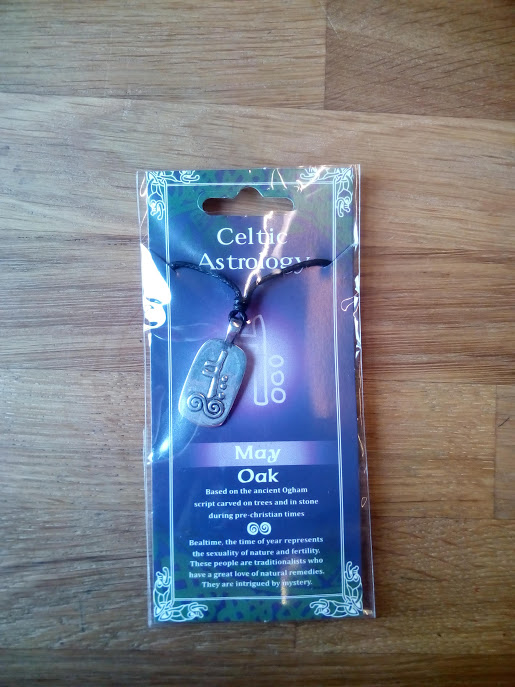 Celtic
Astrology
May
Oak
Based on the ancient Ogham
script carved on trees and in stone
during pre-christian times
Bealtime, the time of year represents
the sexuality of nature and fertility.
These people are traditionalists who
have a great love of natural remedies.
They are intrigued by mystery.